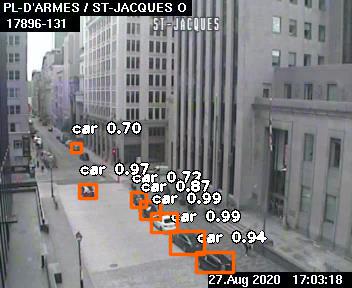 PL-D'ARMES / ST-JACQUES O
17896-131
ST-JACQUES
car 0.70
car 0.97
car 0.72
car 0.87
car 0.99
car 0.99
car 0.94
27.Aug 2020 17:03:18